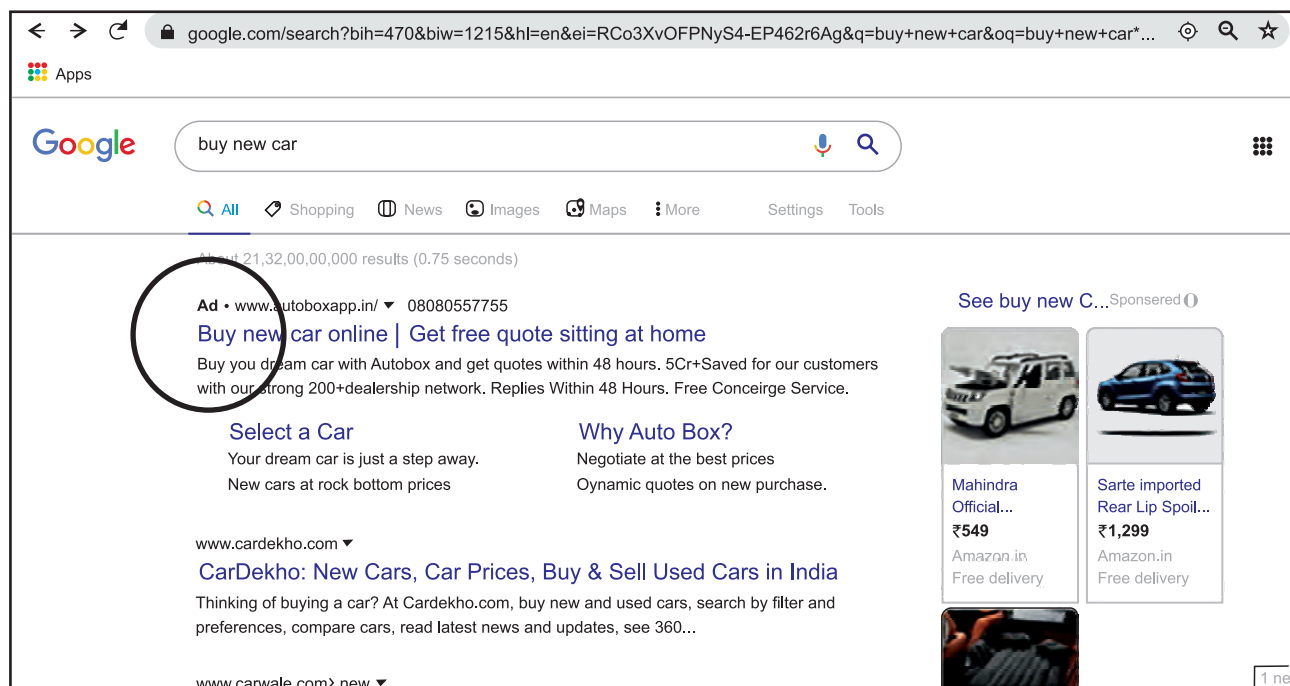 google.com/search?bih=470&biw=1215&hl=en&ei=RCo3XvOFPNyS4-EP462r6Ag&q=buy+new+car&oq=buy+new+car*...
Apps
Google
buy new car
All Shopping News Images Maps More Settings Tools
About 21,32,00,00,000 results (0.75 seconds)
Ad • www.autoboxapp.in/ 08080557755
Buy new car online | Get free quote sitting at home
Buy you dream car with Autobox and get quotes within 48 hours. 5Cr+Saved for our customers
with our strong 200+dealership network. Replies Within 48 Hours. Free Conceirge Service.
Select a Car
Your dream car is just a step away.
New cars at rock bottom prices
Why Auto Box?
Negotiate at the best prices
Oynamic quotes on new purchase.
www.cardekho.com
CarDekho: New Cars, Car Prices, Buy & Sell Used Cars in India
Thinking of buying a car? At Cardekho.com, buy new and used cars, search by filter and
preferences, compare cars, read latest news and updates, see 360...
www.carwale.com› new
See buy new C... Sponsered
Mahindra
Official...
₹549
Amazon.in
Free delivery
Sarte imported
Rear Lip Spoil...
₹1,299
Amazon.in
Free delivery
1 ne